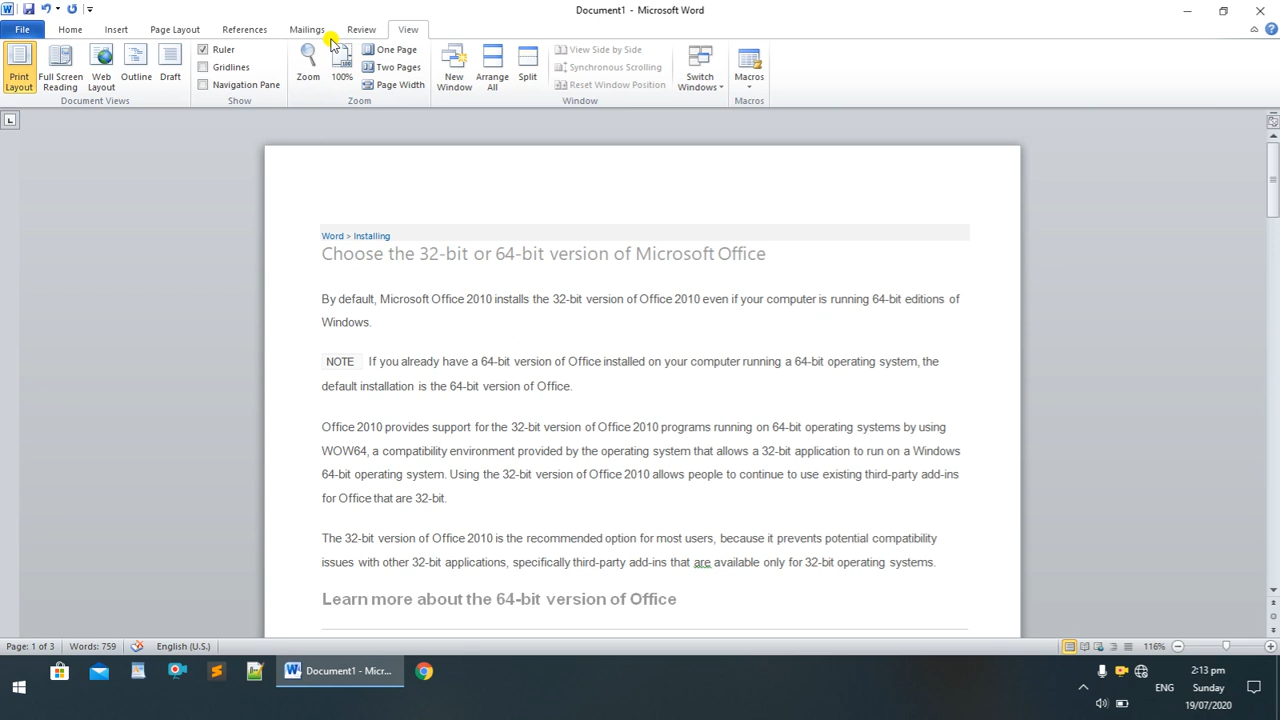 Document1 - Microsoft Word
File Home Insert Page Layout References Mailings Review View
Ruler
Gridlines
Navigation Pane
One Page
Two Pages
Page Width
View Side by Side
Synchronous Scrolling
Reset Window Position
Print Layout
Full Screen Reading
Web Layout
Outline
Draft
Zoom
100%
New Window
Arrange All
Split
Switch Windows
Macros
Document Views Show Zoom Window Macros
Word > Installing
Choose the 32-bit or 64-bit version of Microsoft Office
By default, Microsoft Office 2010 installs the 32-bit version of Office 2010 even if your computer is running 64-bit editions of
Windows.
NOTE If you already have a 64-bit version of Office installed on your computer running a 64-bit operating system, the
default installation is the 64-bit version of Office.
Office 2010 provides support for the 32-bit version of Office 2010 programs running on 64-bit operating systems by using
WOW64, a compatibility environment provided by the operating system that allows a 32-bit application to run on a Windows
64-bit operating system. Using the 32-bit version of Office 2010 allows people to continue to use existing third-party add-ins
for Office that are 32-bit.
The 32-bit version of Office 2010 is the recommended option for most users, because it prevents potential compatibility
issues with other 32-bit applications, specifically third-party add-ins that are available only for 32-bit operating systems.
Learn more about the 64-bit version of Office
Page: 1 of 3 Words: 759 English (U.S.) 116%
Document1 - Micr...
2:13 pm
ENG Sunday
19/07/2020